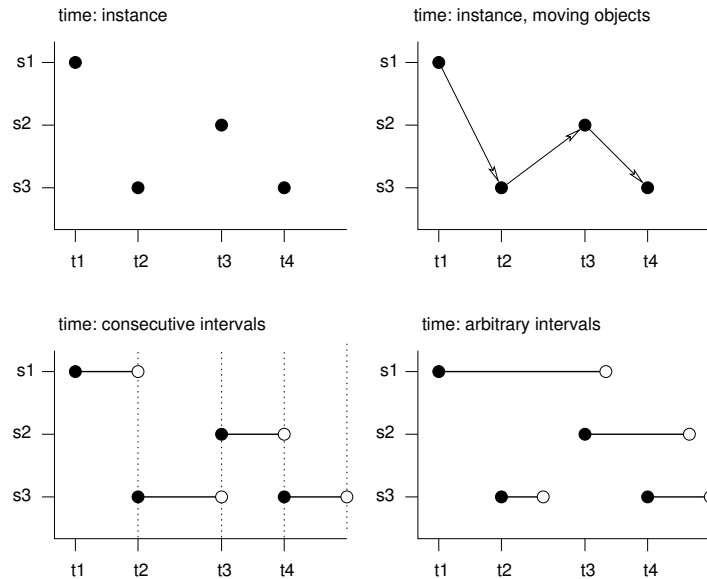 time: instance
s1
s2
s3
t1 t2 t3 t4
time: instance, moving objects
s1
s2
s3
t1 t2 t3 t4
time: consecutive intervals
s1
s2
s3
t1 t2 t3 t4
time: arbitrary intervals
s1
s2
s3
t1 t2 t3 t4